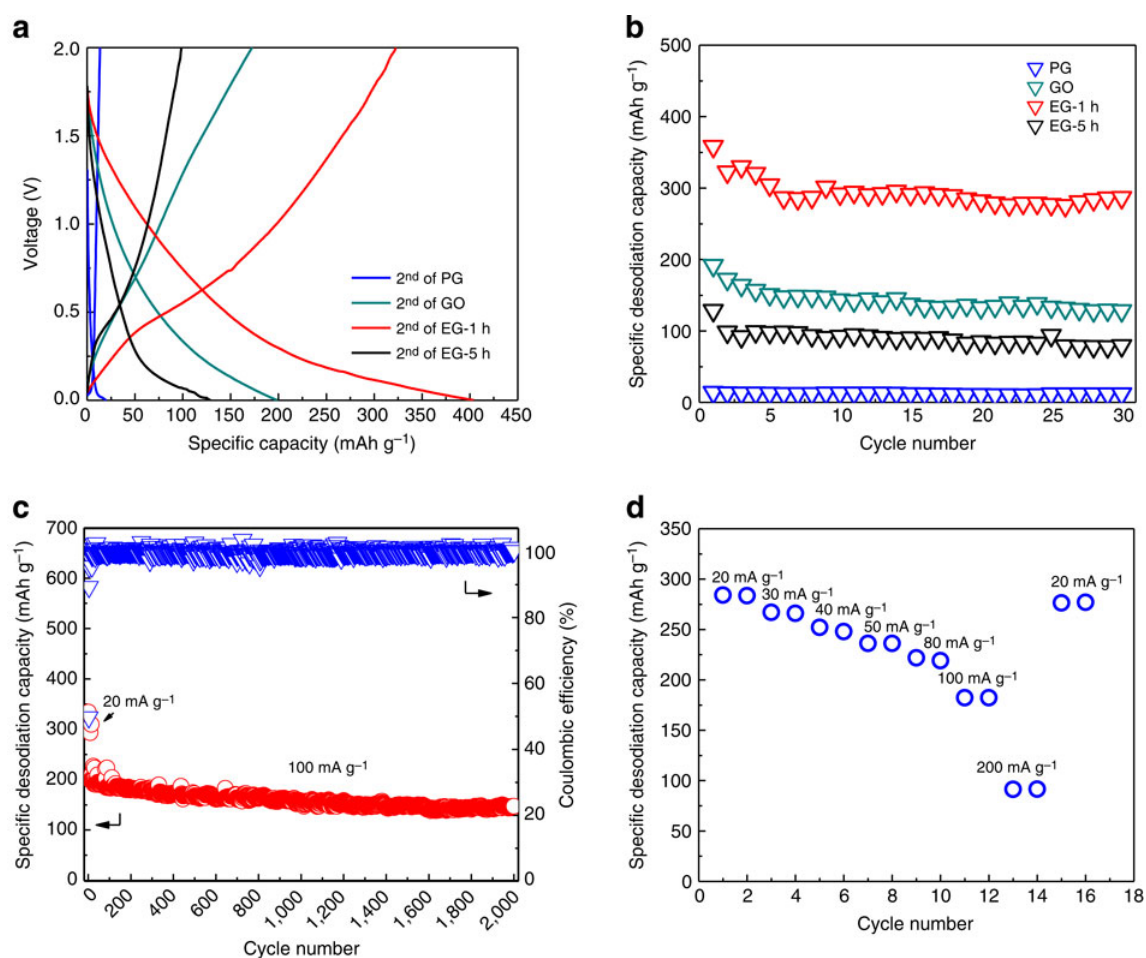 a
2.0
1.5
1.0
0.5
0.0
Voltage (V)
2nd of PG
2nd of GO
2nd of EG-1 h
2nd of EG-5 h
0 50 100 150 200 250 300 350 400 450
Specific capacity (mAh g–1)
b
500
400
300
200
100
0
Specific desodiation capacity (mAh g–1)
PG
GO
EG-1 h
EG-5 h
0 5 10 15 20 25 30
Cycle number
c
700
650
600
550
500
450
400
350
300
250
200
150
100
50
0
Specific desodiation capacity (mAh g–1)
20 mA g–1
100 mA g–1
100
80
60
40
20
0
Coulombic efficiency (%)
0 200 400 600 800 1,000 1,200 1,400 1,600 1,800 2,000
Cycle number
d
350
300
250
200
150
100
50
0
Specific desodiation capacity (mAh g–1)
20 mA g–1
30 mA g–1
40 mA g–1
50 mA g–1
80 mA g–1
100 mA g–1
200 mA g–1
20 mA g–1
0 2 4 6 8 10 12 14 16 18
Cycle number